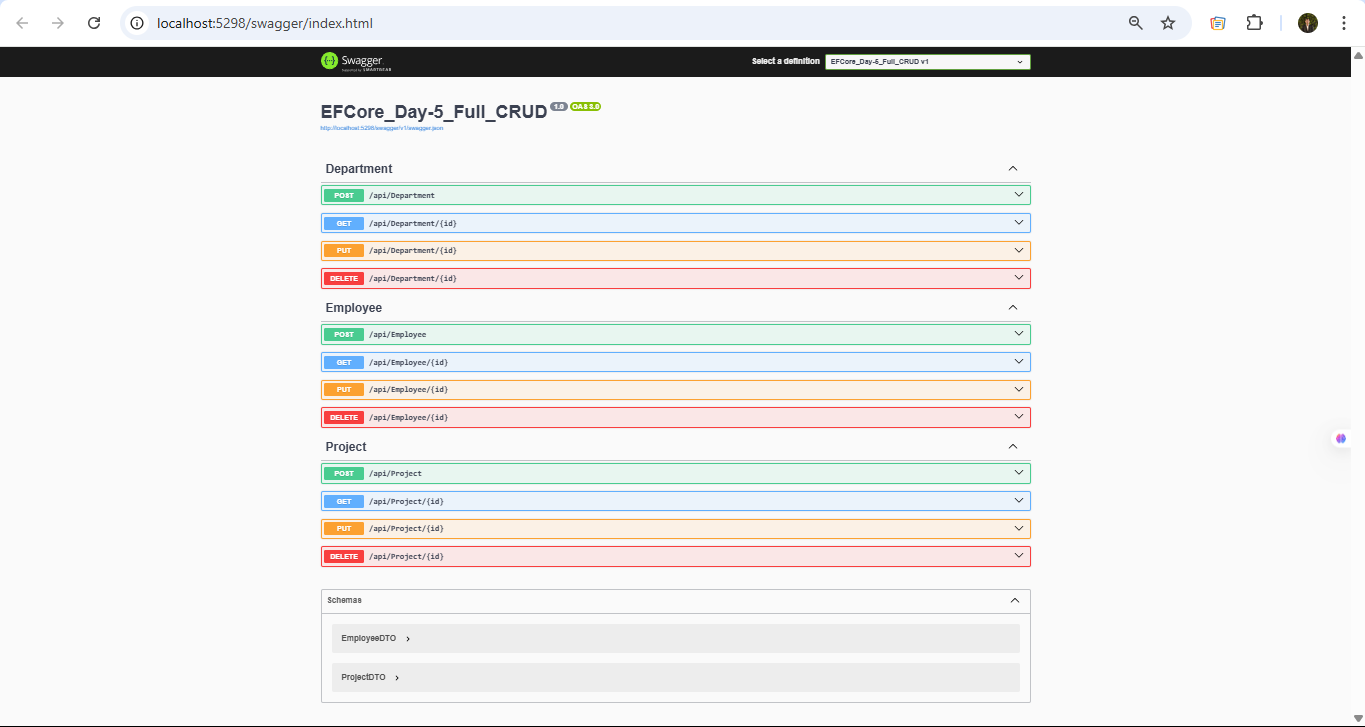 localhost:5298/swagger/index.html
Swagger
Supported by SMARTBEAR
Select a definition
EFCore_Day-5_Full_CRUD v1
EFCore_Day-5_Full_CRUD 1.0 OAS 3.0
http://localhost:5298/swagger/v1/swagger.json
Department
POST /api/Department
GET /api/Department/{id}
PUT /api/Department/{id}
DELETE /api/Department/{id}
Employee
POST /api/Employee
GET /api/Employee/{id}
PUT /api/Employee/{id}
DELETE /api/Employee/{id}
Project
POST /api/Project
GET /api/Project/{id}
PUT /api/Project/{id}
DELETE /api/Project/{id}
Schemas
EmployeeDTO
ProjectDTO